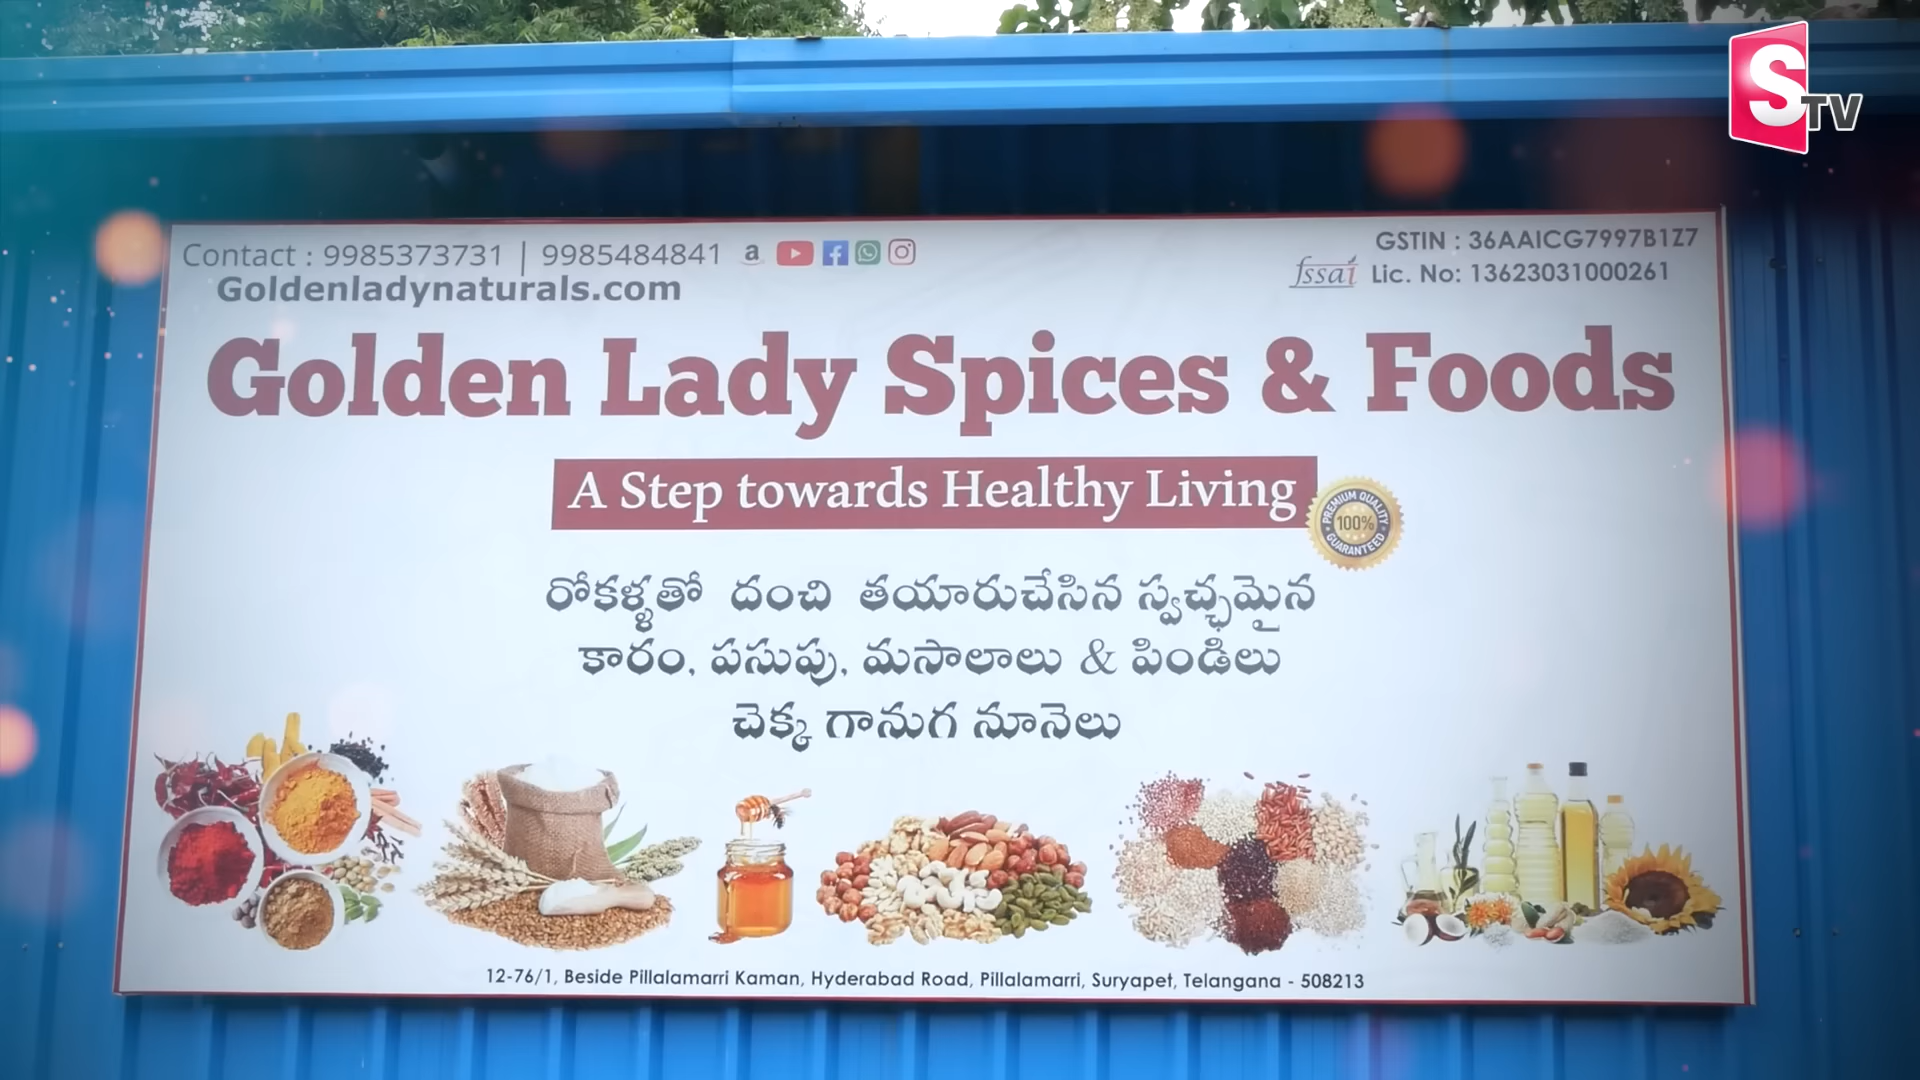 STV
Contact : 9985373731 | 9985484841
Goldenladynaturals.com
GSTIN : 36AAICG7997B1Z7
fssai Lic. No: 13623031000261
Golden Lady Spices & Foods
A Step towards Healthy Living
PREMIUM QUALITY
100%
GUARANTEED
రోకళ్ళతో దంచి తయారుచేసిన స్వచ్ఛమైన
కారం, పసుపు, మసాలాలు & పిండిలు
చెక్క గానుగ నూనెలు
12-76/1, Beside Pillalamarri Kaman, Hyderabad Road, Pillalamarri, Suryapet, Telangana - 508213